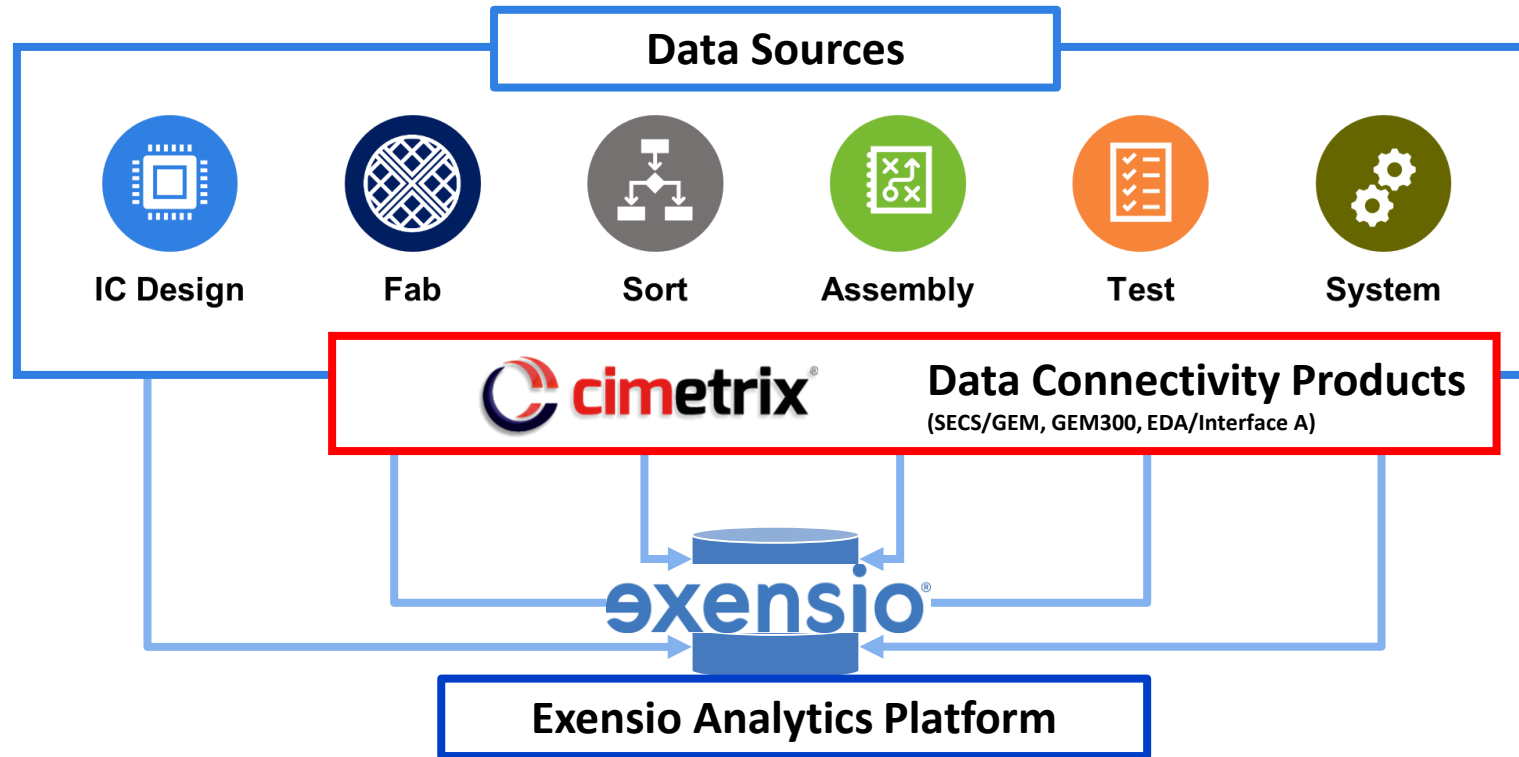 Data Sources
IC Design
Fab
Sort
Assembly
Test
System
cimetrix®
Data Connectivity Products
(SECS/GEM, GEM300, EDA/Interface A)
exensio®
Exensio Analytics Platform